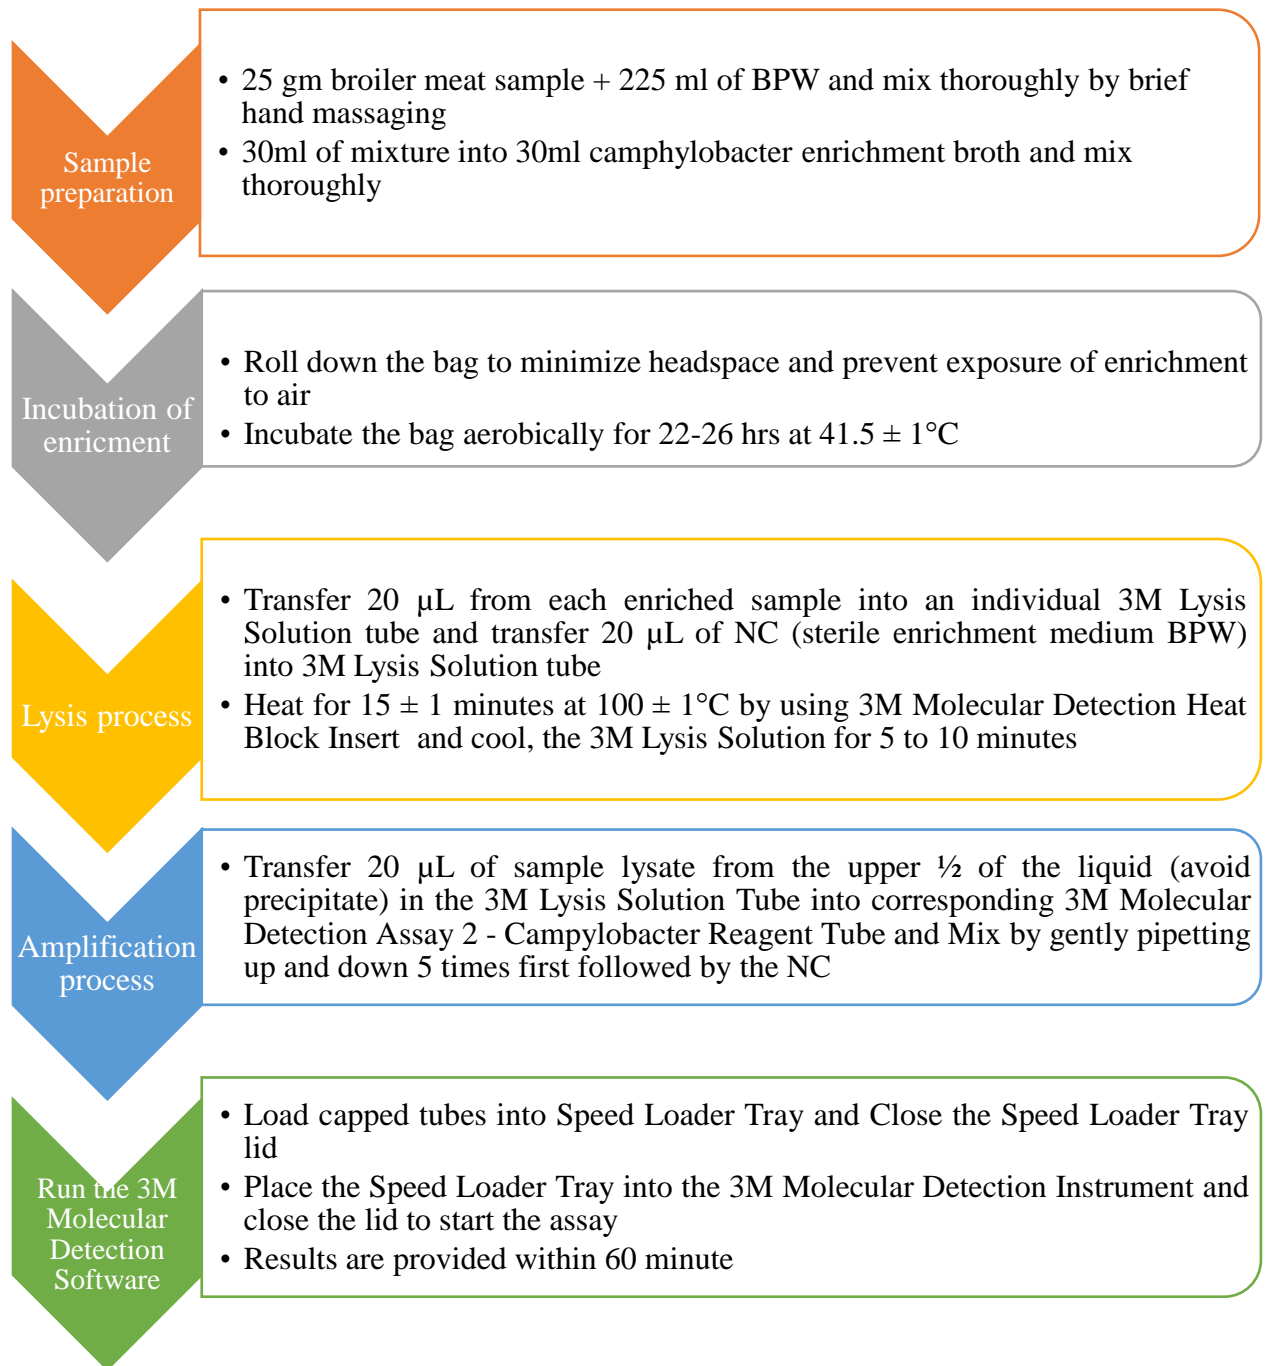 Sample
preparation
• 25 gm broiler meat sample + 225 ml of BPW and mix thoroughly by brief
hand massaging
• 30ml of mixture into 30ml camphylobacter enrichment broth and mix
thoroughly
Incubation of
enricment
• Roll down the bag to minimize headspace and prevent exposure of enrichment
to air
• Incubate the bag aerobically for 22-26 hrs at 41.5 ± 1°C
Lysis process
• Transfer 20 µL from each enriched sample into an individual 3M Lysis
Solution tube and transfer 20 µL of NC (sterile enrichment medium BPW)
into 3M Lysis Solution tube
• Heat for 15 ± 1 minutes at 100 ± 1°C by using 3M Molecular Detection Heat
Block Insert and cool, the 3M Lysis Solution for 5 to 10 minutes
Amplification
process
• Transfer 20 µL of sample lysate from the upper ½ of the liquid (avoid
precipitate) in the 3M Lysis Solution Tube into corresponding 3M Molecular
Detection Assay 2 - Campylobacter Reagent Tube and Mix by gently pipetting
up and down 5 times first followed by the NC
Run the 3M
Molecular
Detection
Software
• Load capped tubes into Speed Loader Tray and Close the Speed Loader Tray
lid
• Place the Speed Loader Tray into the 3M Molecular Detection Instrument and
close the lid to start the assay
• Results are provided within 60 minute